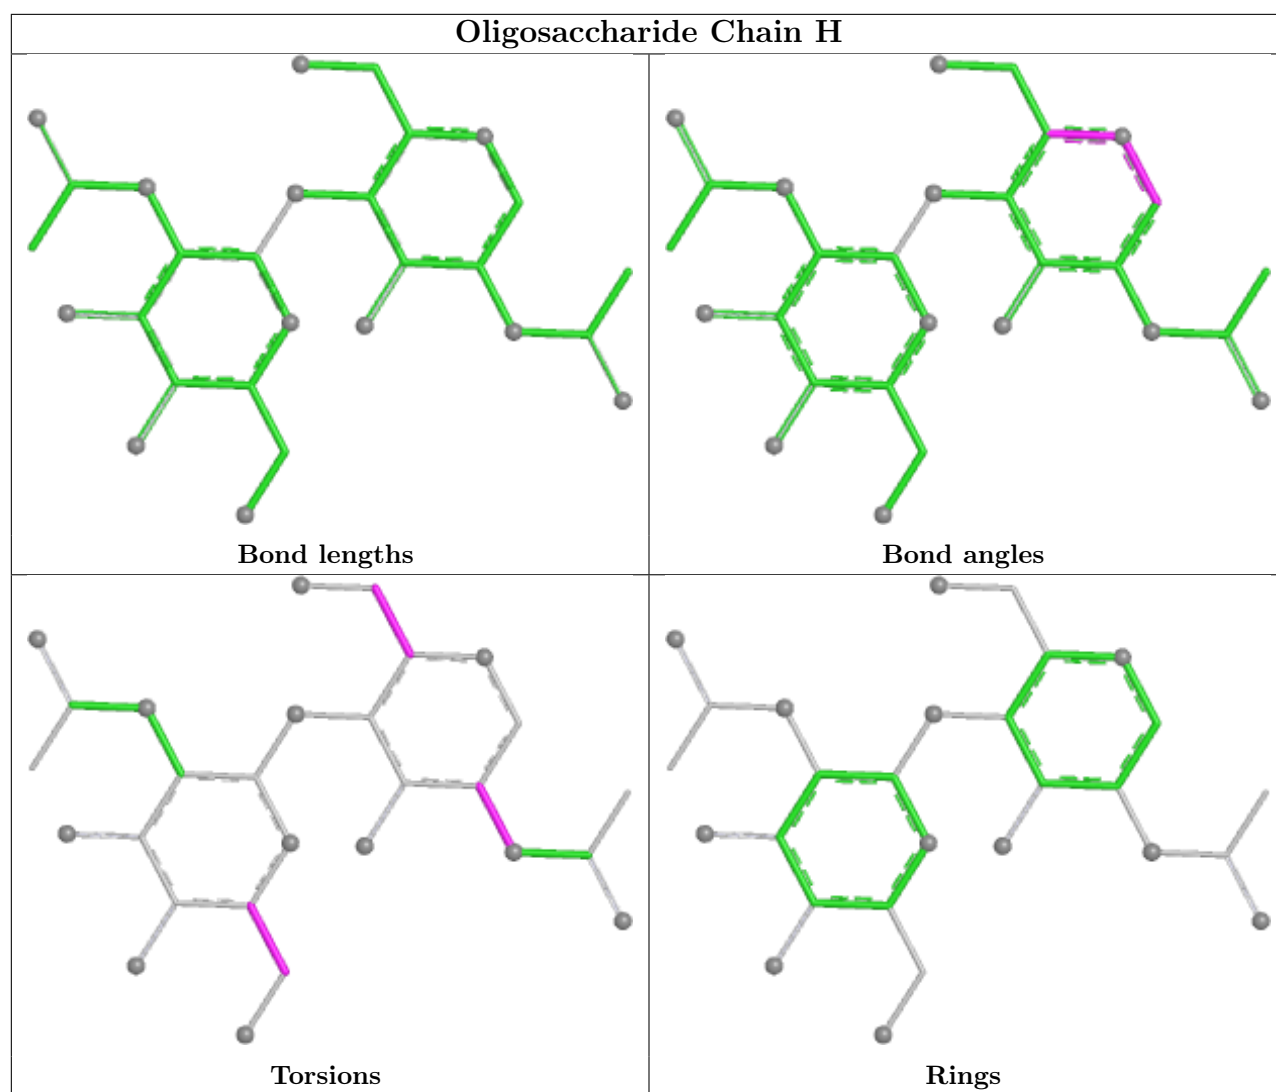 Oligosaccharide Chain H
Bond lengths
Bond angles
Torsions
Rings